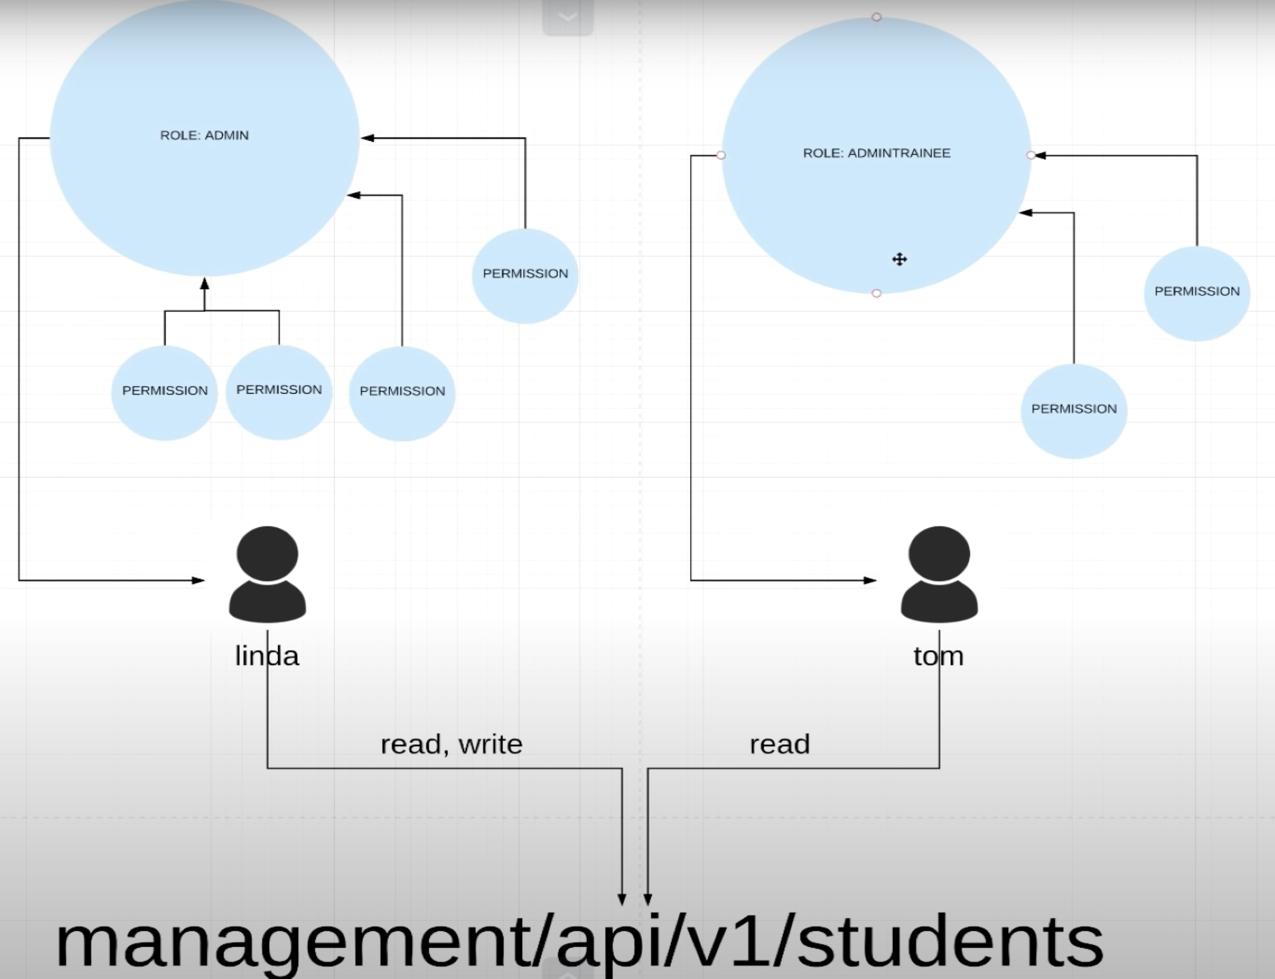 ROLE: ADMIN
ROLE: ADMINTRAINEE
PERMISSION
PERMISSION
PERMISSION
PERMISSION
PERMISSION
PERMISSION
linda
tom
read, write
read
management/api/v1/students